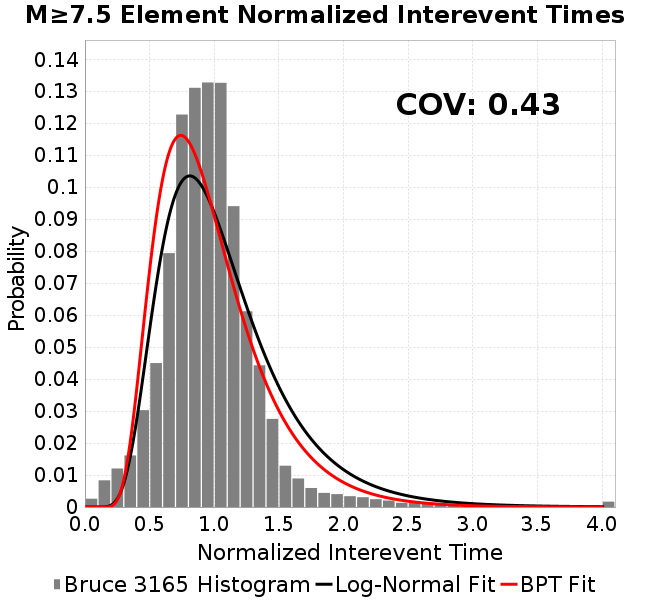 M≥7.5 Element Normalized Interevent Times
COV: 0.43
0.14
0.13
0.12
0.11
0.1
0.09
0.08
0.07
0.06
0.05
0.04
0.03
0.02
0.01
0
Probability
0.0 0.5 1.0 1.5 2.0 2.5 3.0 3.5 4.0
Normalized Interevent Time
Bruce 3165 Histogram Log-Normal Fit BPT Fit